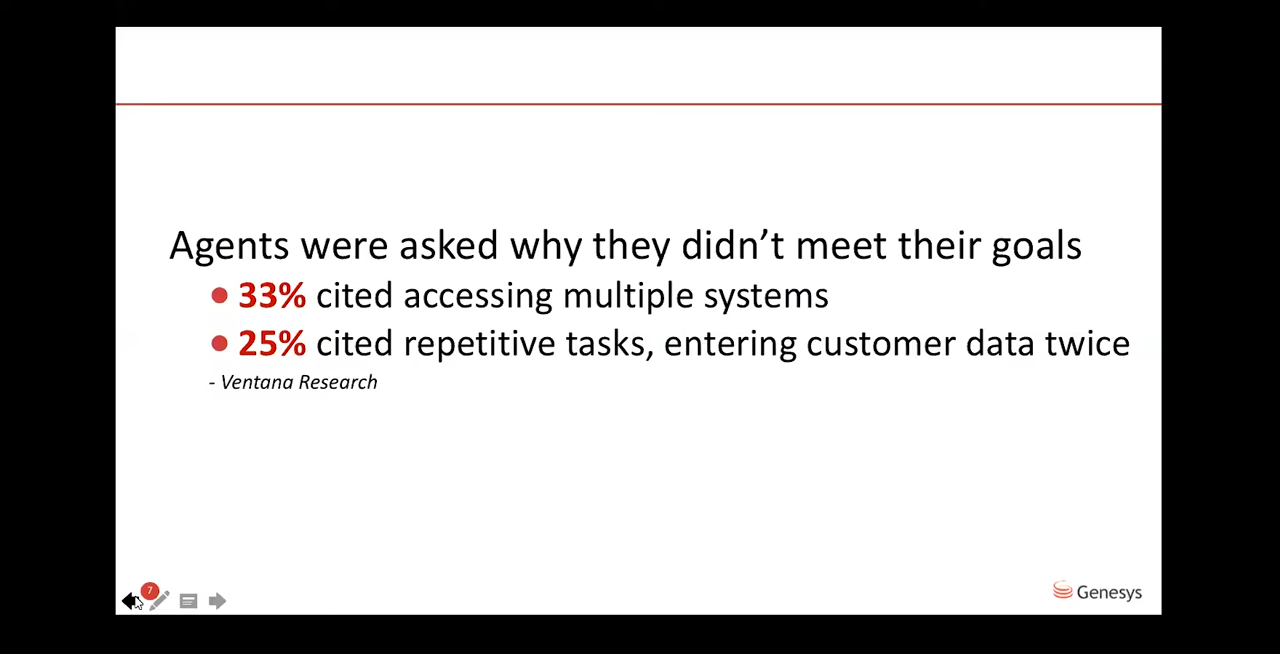 Agents were asked why they didn’t meet their goals
● 33% cited accessing multiple systems
● 25% cited repetitive tasks, entering customer data twice
- Ventana Research
7
Genesys